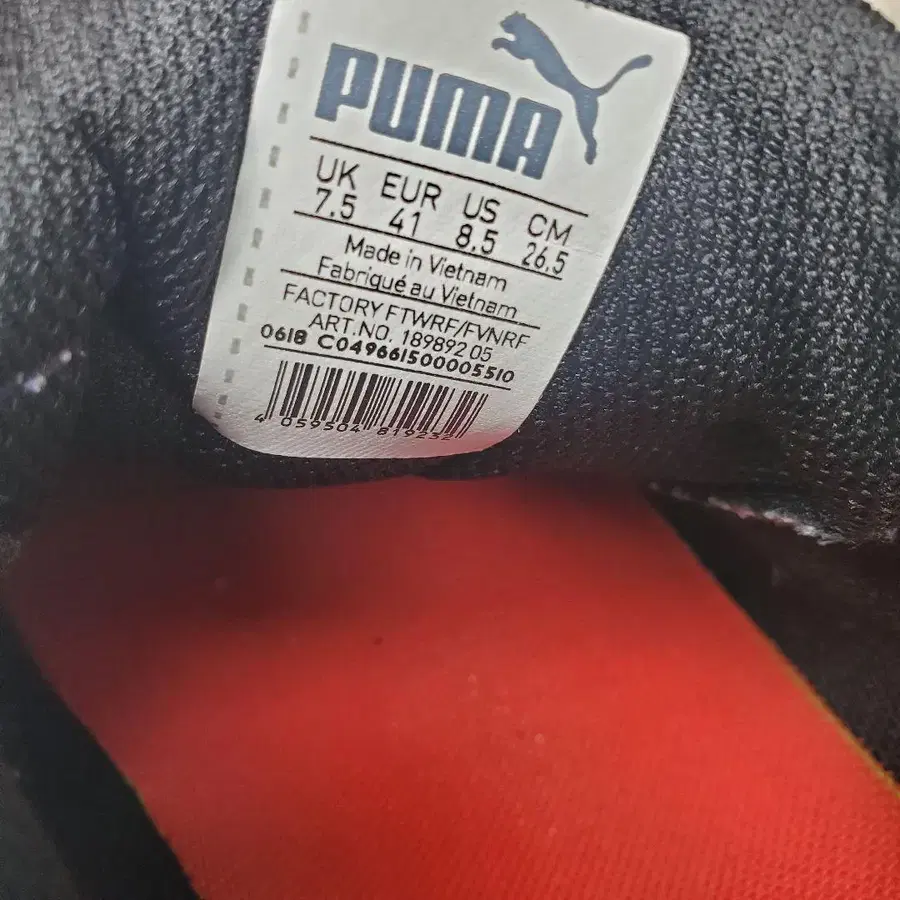 PUMA
UK EUR US CM
7.5 41 8.5 26.5
Made in Vietnam
Fabriqué au Vietnam
FACTORY FTWRF/FVNRF
ART.NO. 189892 05
0618 C049661500005510
4 059504 819232